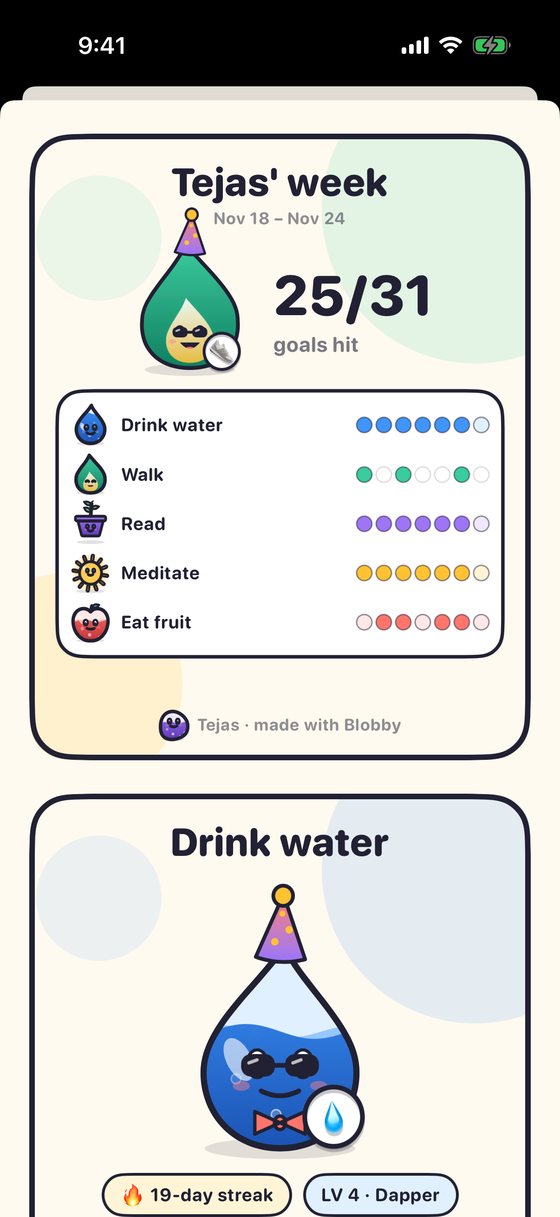 9:41
Tejas' week
Nov 18 – Nov 24
25/31
goals hit
Drink water
Walk
Read
Meditate
Eat fruit
Tejas · made with Blobby
Drink water
🔥 19-day streak
LV 4 · Dapper